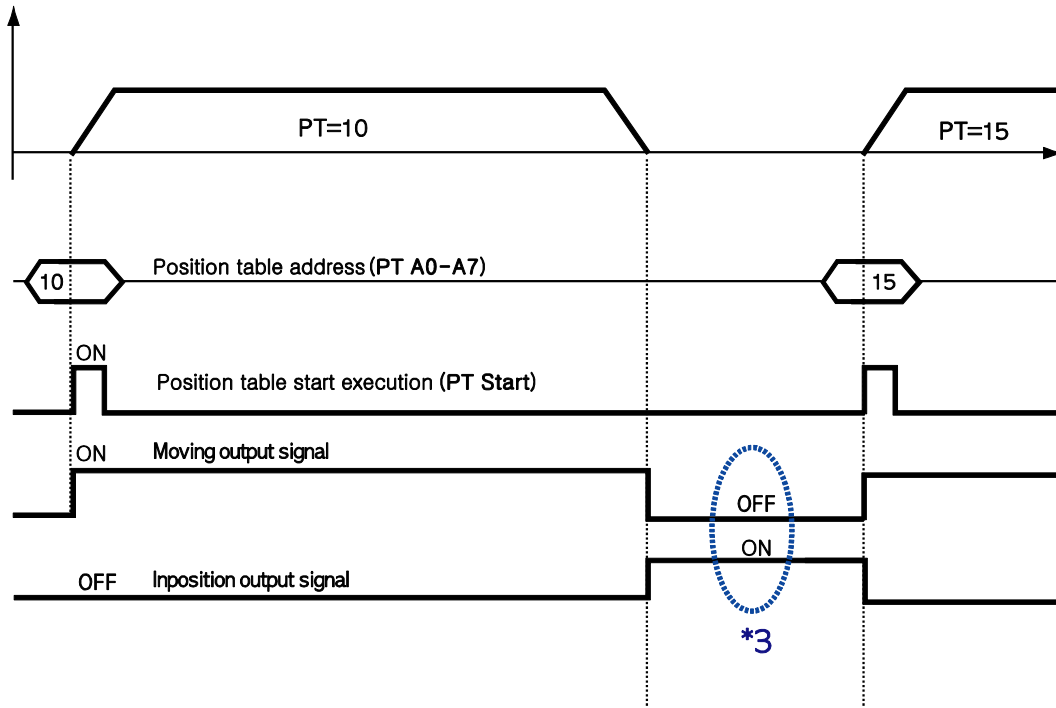 PT=10
PT=15
Position table address (PT A0-A7)
10
15
ON
Position table start execution (PT Start)
ON
Moving output signal
OFF
ON
OFF
Inposition output signal
*3